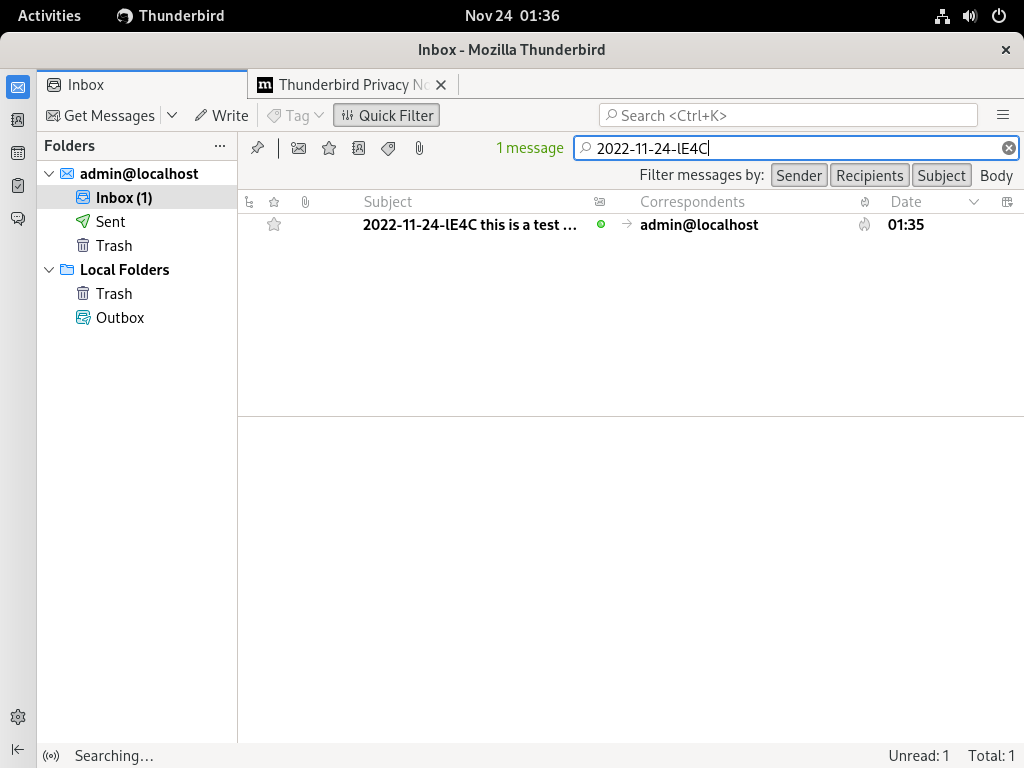 Activities Thunderbird Nov 24 01:36
Inbox - Mozilla Thunderbird
Inbox Thunderbird Privacy No
Get Messages Write Tag Quick Filter Search <Ctrl+K>
Folders ... 1 message 2022-11-24-lE4C
Filter messages by: Sender Recipients Subject Body
admin@localhost
Inbox (1)
Sent
Trash
Local Folders
Trash
Outbox
Subject Correspondents Date
2022-11-24-lE4C this is a test ... admin@localhost 01:35
Searching... Unread: 1 Total: 1